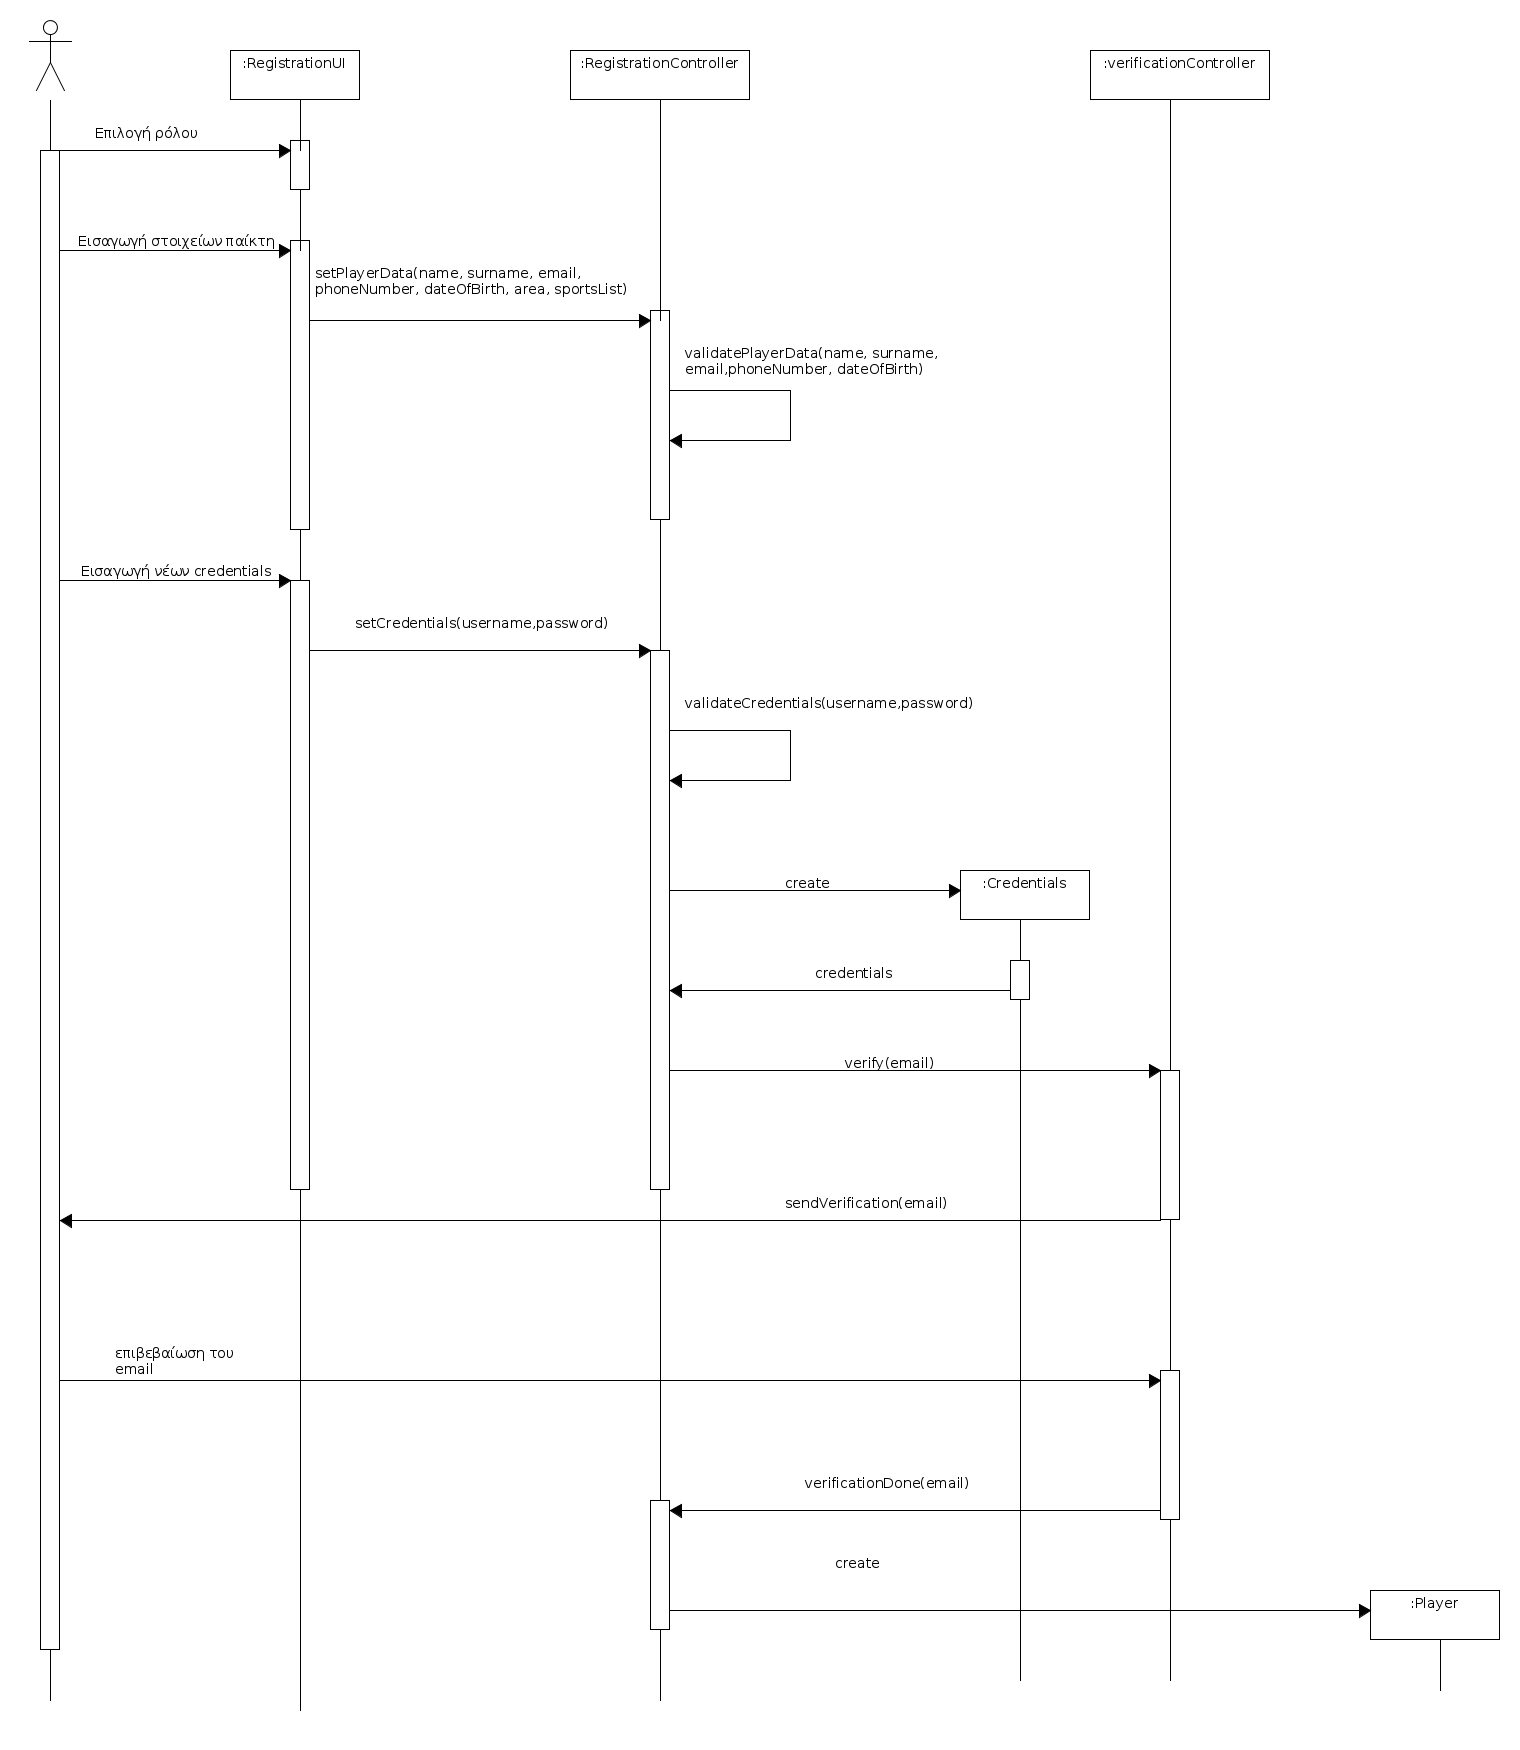 :RegistrationUI
:RegistrationController
:verificationController
Επιλογή ρόλου
Εισαγωγή στοιχείων παίκτη
setPlayerData(name, surname, email,
phoneNumber, dateOfBirth, area, sportsList)
validatePlayerData(name, surname,
email,phoneNumber, dateOfBirth)
Εισαγωγή νέων credentials
setCredentials(username,password)
validateCredentials(username,password)
create
:Credentials
credentials
verify(email)
sendVerification(email)
επιβεβαίωση του
email
verificationDone(email)
create
:Player